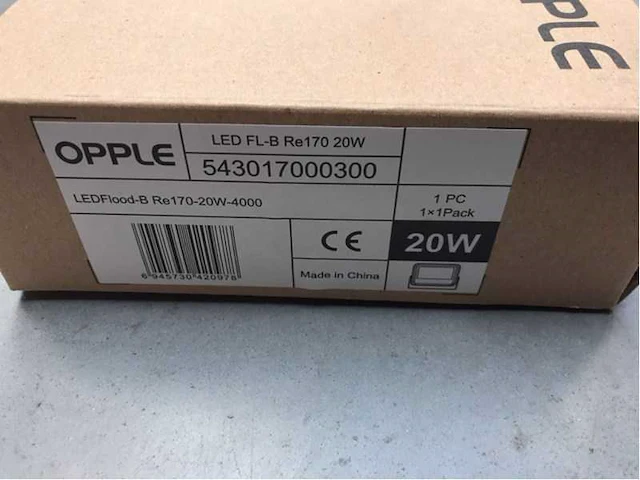 PPLE
OPPLE
LED FL-B Re170 20W
543017000300
LEDFlood-B Re170-20W-4000
1 PC
1×1Pack
CE
20W
Made in China
6 945730 420978